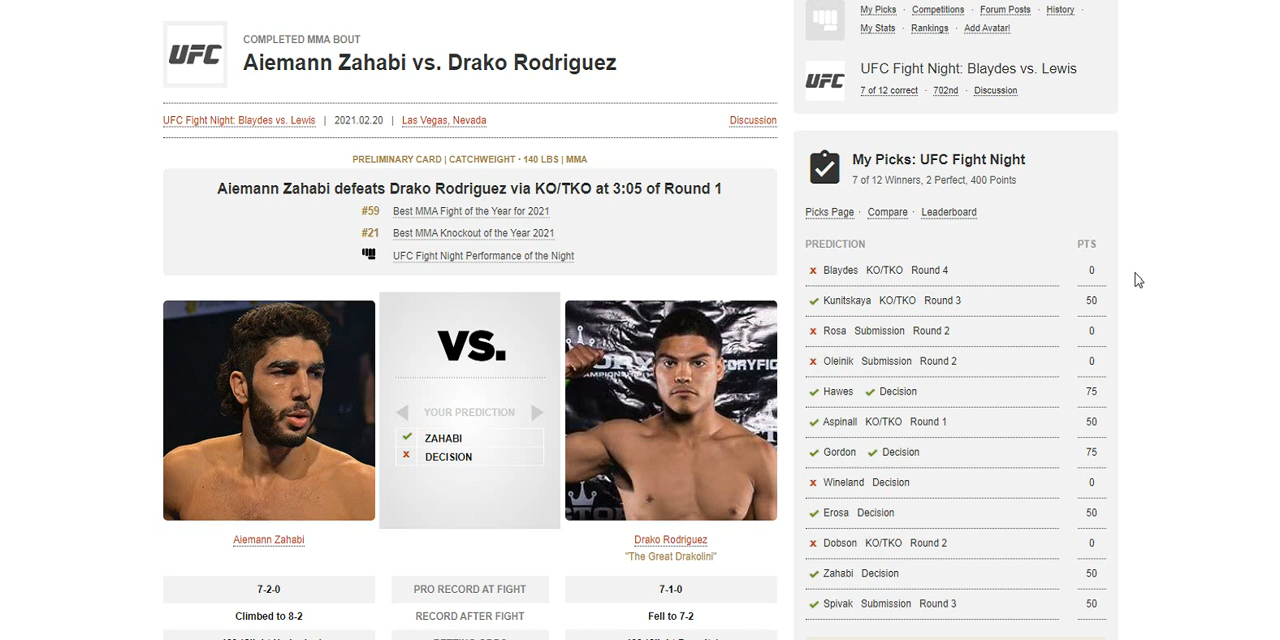 UFC
COMPLETED MMA BOUT
Aiemann Zahabi vs. Drako Rodriguez
UFC Fight Night: Blaydes vs. Lewis | 2021.02.20 | Las Vegas, Nevada
Discussion
PRELIMINARY CARD | CATCHWEIGHT · 140 LBS | MMA
Aiemann Zahabi defeats Drako Rodriguez via KO/TKO at 3:05 of Round 1
#59 Best MMA Fight of the Year for 2021
#21 Best MMA Knockout of the Year 2021
UFC Fight Night Performance of the Night
VS.
YOUR PREDICTION
ZAHABI
DECISION
Aiemann Zahabi
Drako Rodriguez
"The Great Drakolini"
7-2-0 PRO RECORD AT FIGHT 7-1-0
Climbed to 8-2 RECORD AFTER FIGHT Fell to 7-2
My Picks · Competitions · Forum Posts · History ·
My Stats · Rankings · Add Avatar!
UFC
UFC Fight Night: Blaydes vs. Lewis
7 of 12 correct · 702nd · Discussion
My Picks: UFC Fight Night
7 of 12 Winners, 2 Perfect, 400 Points
Picks Page · Compare · Leaderboard
PREDICTION PTS
x Blaydes KO/TKO Round 4 0
✓ Kunitskaya KO/TKO Round 3 50
x Rosa Submission Round 2 0
x Oleinik Submission Round 2 0
✓ Hawes ✓ Decision 75
✓ Aspinall KO/TKO Round 1 50
✓ Gordon ✓ Decision 75
x Wineland Decision 0
✓ Erosa Decision 50
x Dobson KO/TKO Round 2 0
✓ Zahabi Decision 50
✓ Spivak Submission Round 3 50